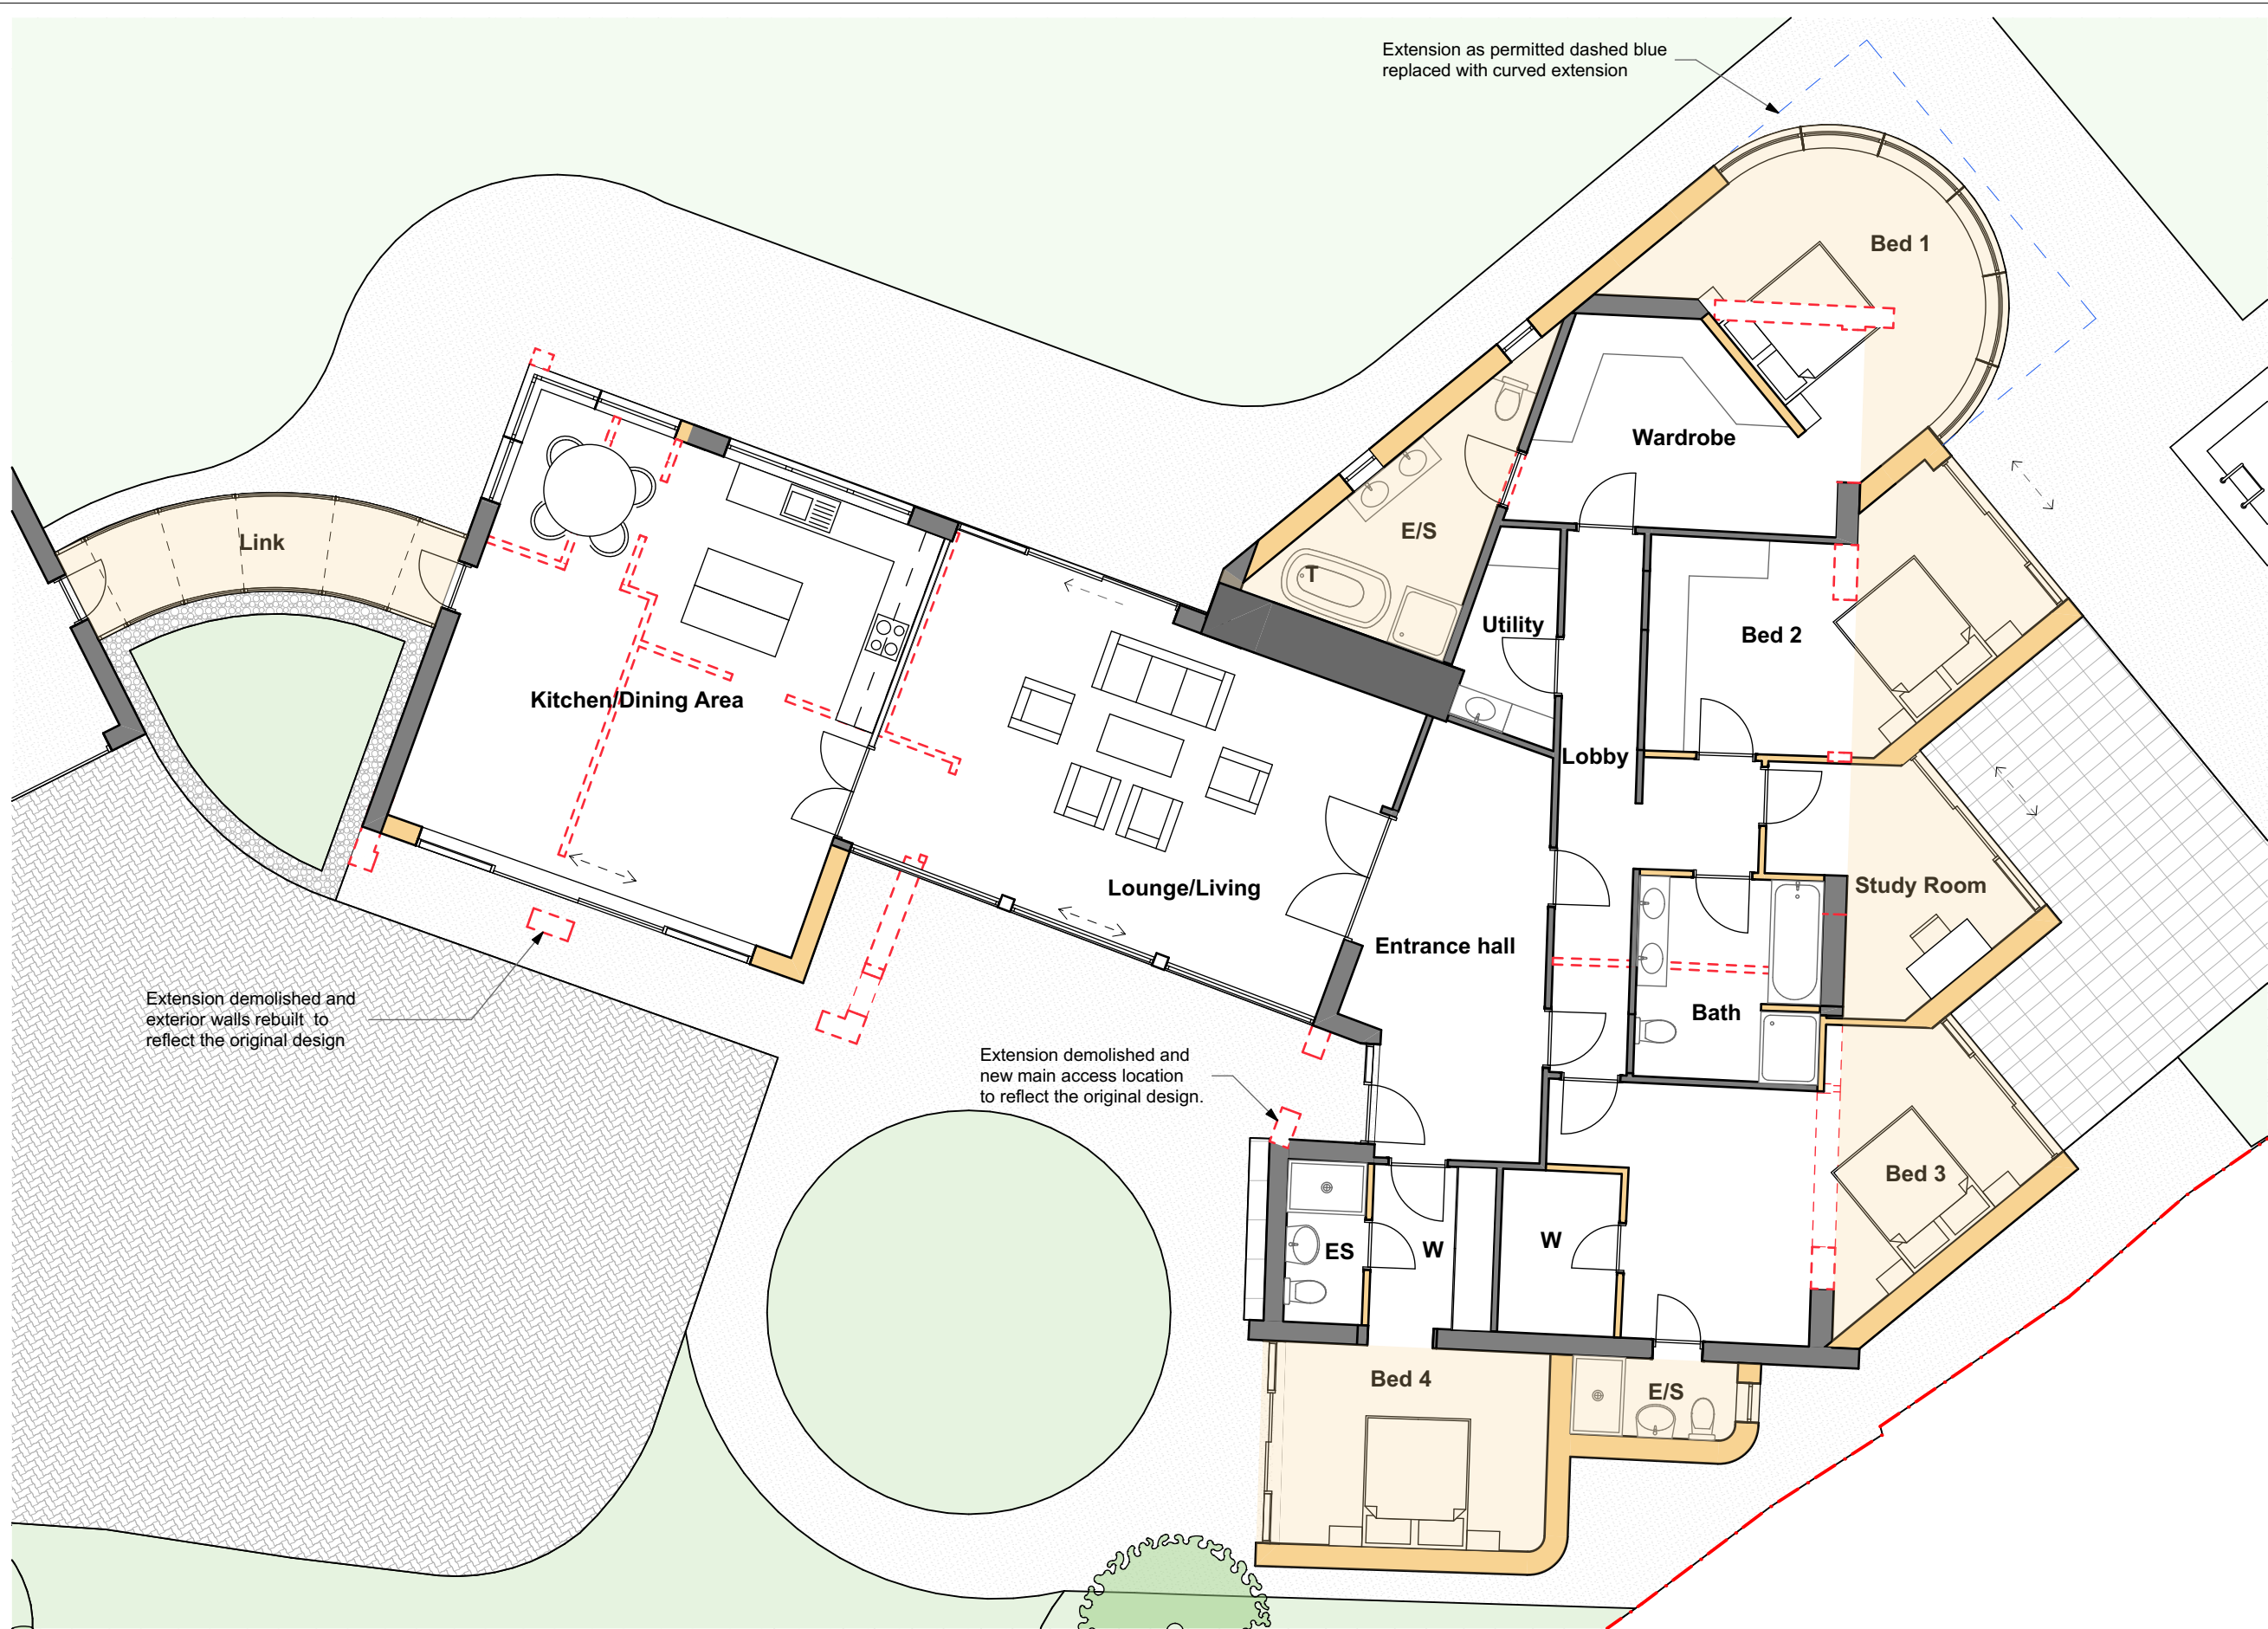 Extension as permitted dashed blue
replaced with curved extension
Bed 1
Wardrobe
Link
E/S
T
Utility
Bed 2
Kitchen/Dining Area
Lobby
Lounge/Living
Study Room
Entrance hall
Extension demolished and
exterior walls rebuilt to
reflect the original design
Bath
Extension demolished and
new main access location
to reflect the original design.
Bed 3
ES
W
W
Bed 4
E/S